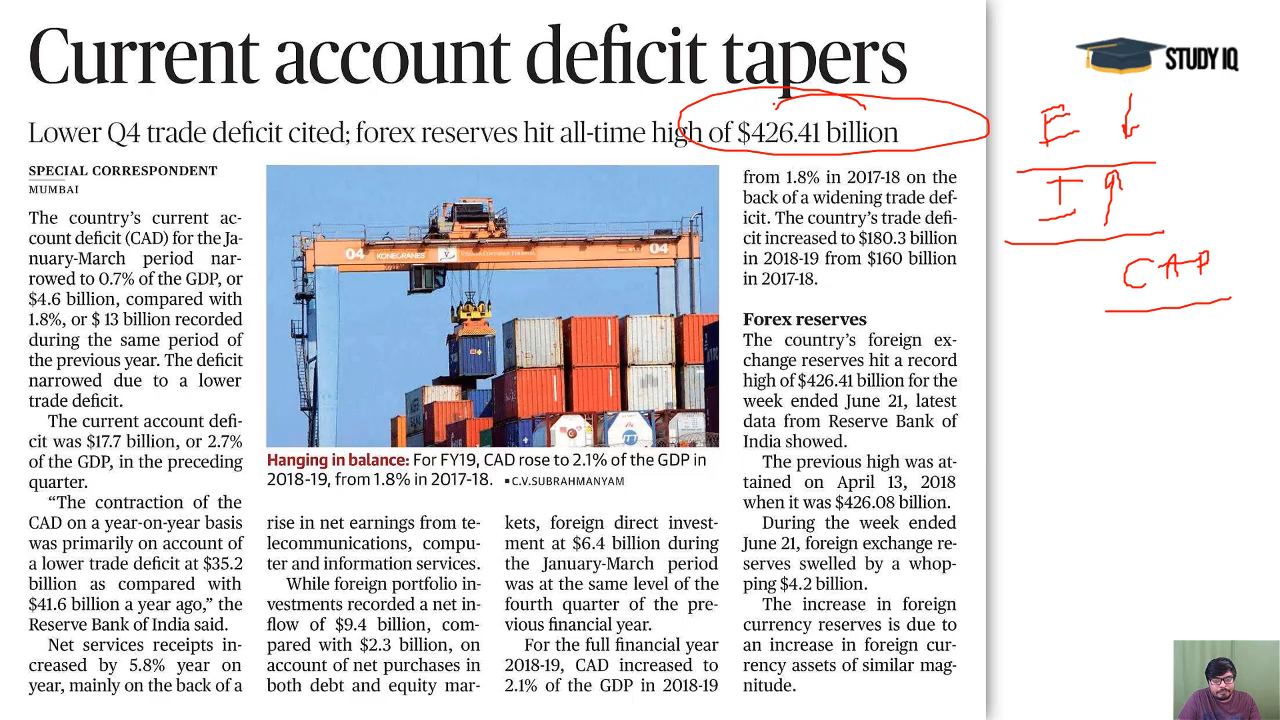 Current account deficit tapers
Lower Q4 trade deficit cited; forex reserves hit all-time high of $426.41 billion
SPECIAL CORRESPONDENT
MUMBAI
The country's current ac-
count deficit (CAD) for the Ja-
nuary-March period nar-
rowed to 0.7% of the GDP, or
$4.6 billion, compared with
1.8%, or $ 13 billion recorded
during the same period of
the previous year. The deficit
narrowed due to a lower
trade deficit.
The current account defi-
cit was $17.7 billion, or 2.7%
of the GDP, in the preceding
quarter.
"The contraction of the
CAD on a year-on-year basis
was primarily on account of
a lower trade deficit at $35.2
billion as compared with
$41.6 billion a year ago," the
Reserve Bank of India said.
Net services receipts in-
creased by 5.8% year on
year, mainly on the back of a
04
KONECRANES
04
Hanging in balance: For FY19, CAD rose to 2.1% of the GDP in
2018-19, from 1.8% in 2017-18. ▪ C.V.SUBRAHMANYAM
rise in net earnings from te-
lecommunications, compu-
ter and information services.
While foreign portfolio in-
vestments recorded a net in-
flow of $9.4 billion, com-
pared with $2.3 billion, on
account of net purchases in
both debt and equity mar-
kets, foreign direct invest-
ment at $6.4 billion during
the January-March period
was at the same level of the
fourth quarter of the pre-
vious financial year.
For the full financial year
2018-19, CAD increased to
2.1% of the GDP in 2018-19
from 1.8% in 2017-18 on the
back of a widening trade def-
icit. The country's trade defi-
cit increased to $180.3 billion
in 2018-19 from $160 billion
in 2017-18.
Forex reserves
The country's foreign ex-
change reserves hit a record
high of $426.41 billion for the
week ended June 21, latest
data from Reserve Bank of
India showed.
The previous high was at-
tained on April 13, 2018
when it was $426.08 billion.
During the week ended
June 21, foreign exchange re-
serves swelled by a whop-
ping $4.2 billion.
The increase in foreign
currency reserves is due to
an increase in foreign cur-
rency assets of similar mag-
nitude.
STUDY IQ
E ↓
I ↑
CAD